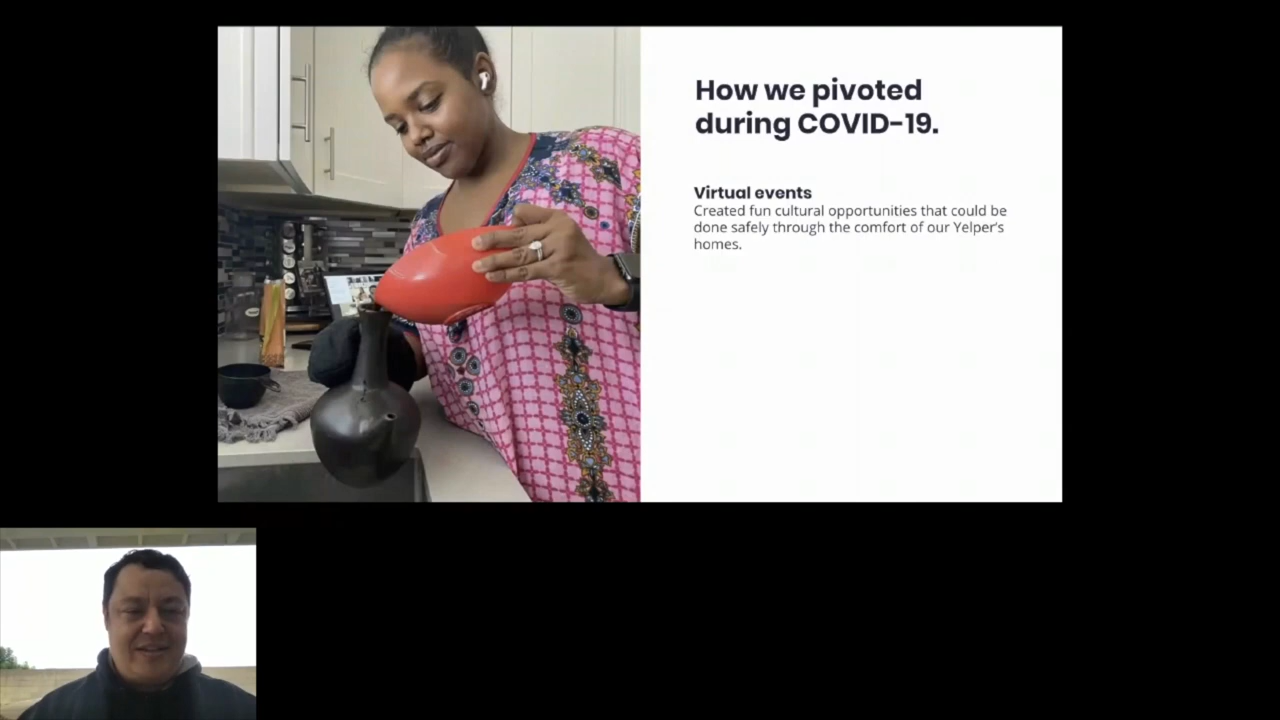 How we pivoted
during COVID-19.
Virtual events
Created fun cultural opportunities that could be
done safely through the comfort of our Yelper's
homes.